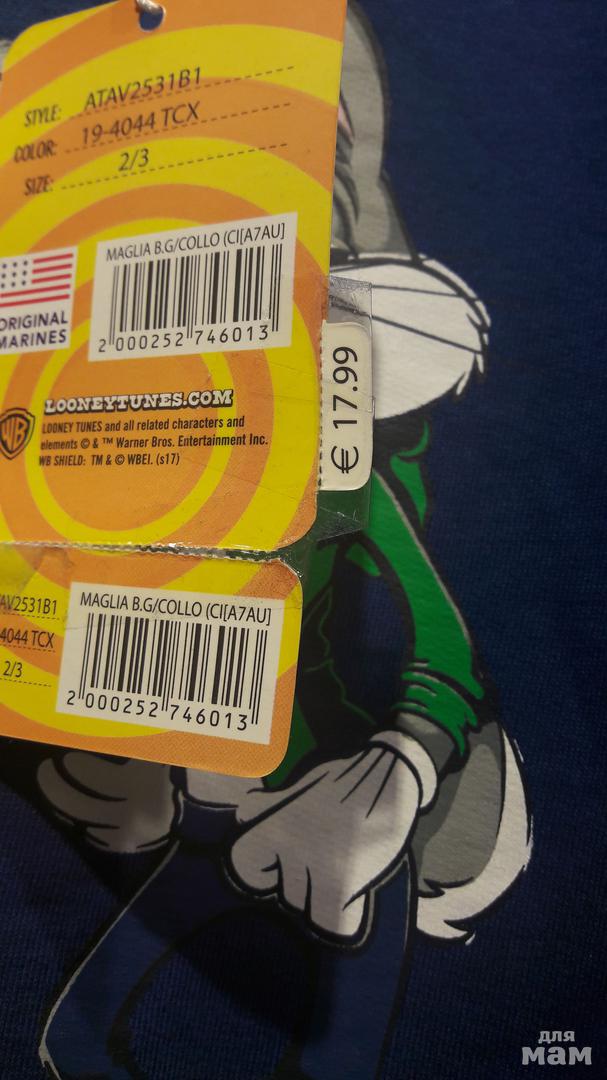 STYLE: ATAV2531B1
COLOR: 19-4044 TCX
SIZE: 2/3
MAGLIA B.G/COLLO (CI[A7AU]
2 000252 746013
ORIGINAL
MARINES
€ 17.99
WB
LOONEYTUNES.COM
LOONEY TUNES and all related characters and
elements © & ™ Warner Bros. Entertainment Inc.
WB SHIELD: TM & © WBEI. (s17)
AV2531B1
4044 TCX
2/3
MAGLIA B.G/COLLO (CI[A7AU]
2 000252 746013
для
мам